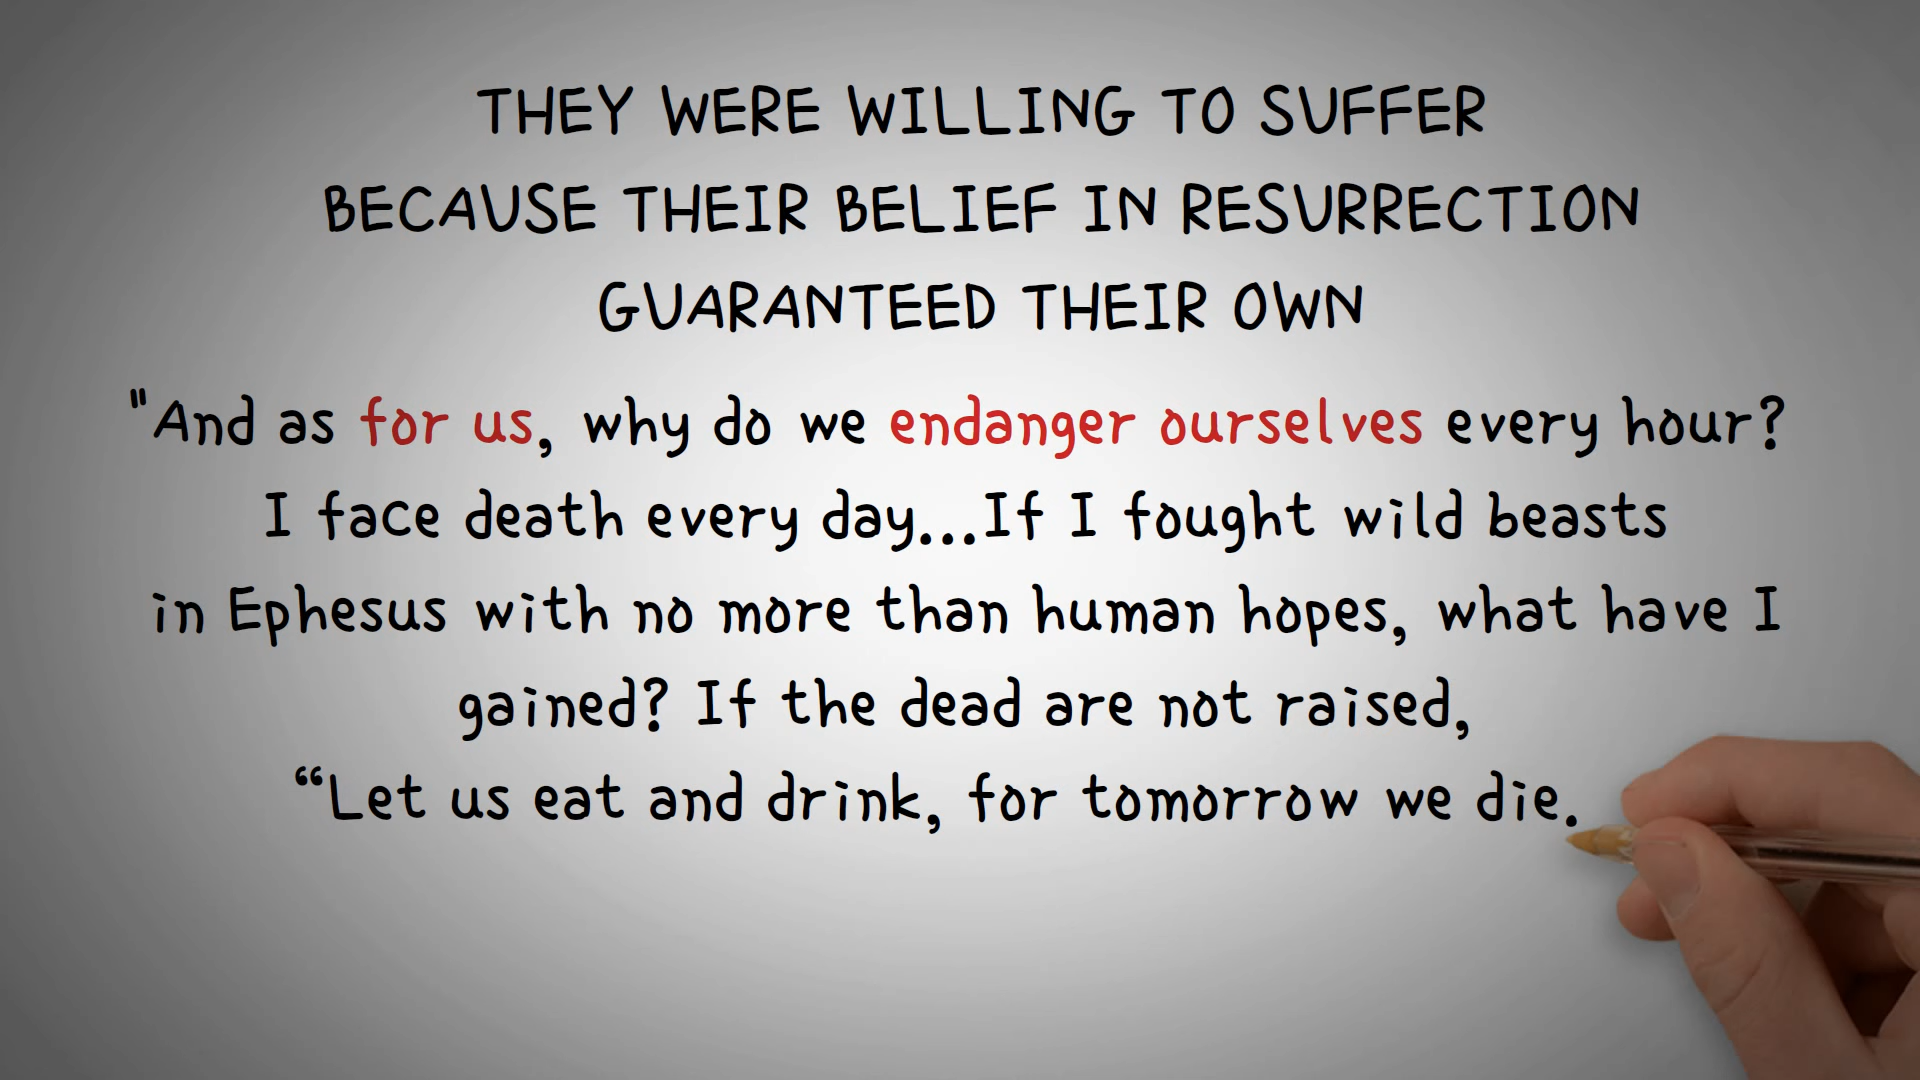 THEY WERE WILLING TO SUFFER
BECAUSE THEIR BELIEF IN RESURRECTION
GUARANTEED THEIR OWN
"And as for us, why do we endanger ourselves every hour?
I face death every day...If I fought wild beasts
in Ephesus with no more than human hopes, what have I
gained? If the dead are not raised,
“Let us eat and drink, for tomorrow we die.